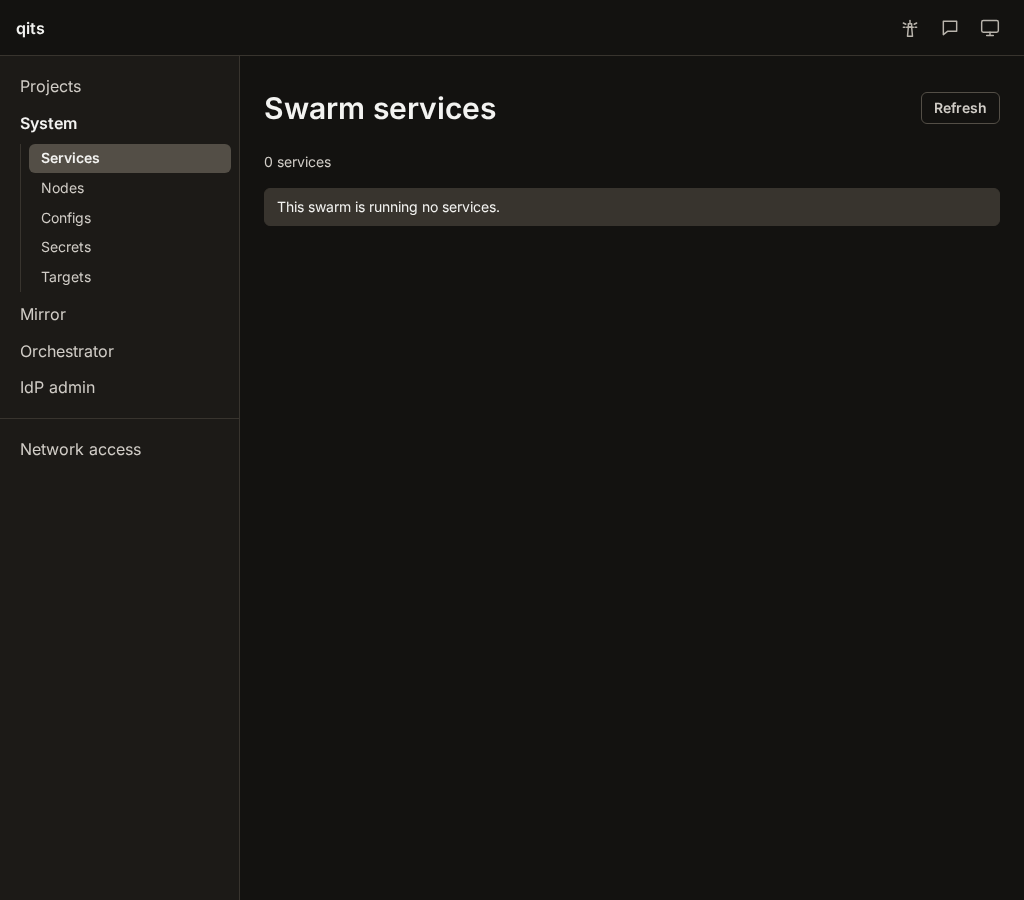 qits
Projects
System
Services
Nodes
Configs
Secrets
Targets
Mirror
Orchestrator
IdP admin
Network access
Swarm services
Refresh
0 services
This swarm is running no services.